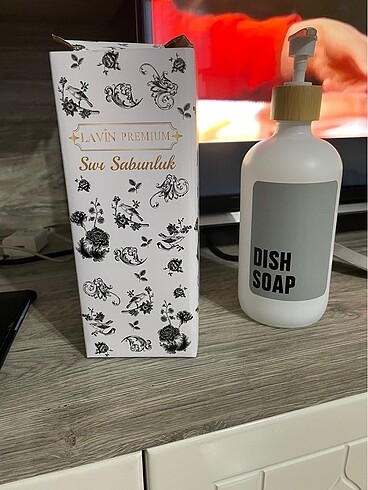 LAVİN PREMIUM
Sıvı Sabunluk
DISH
SOAP